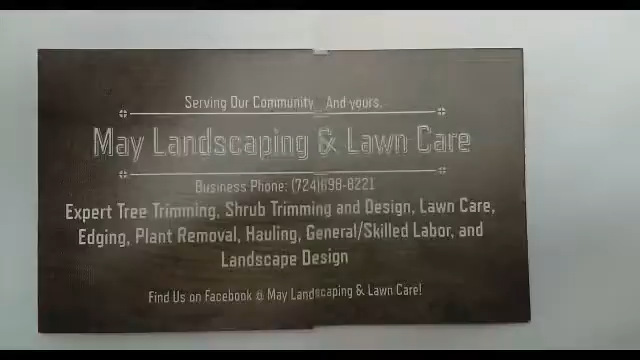 Serving Our Community... And yours.
May Landscaping & Lawn Care
Business Phone: (724)698-8221
Expert Tree Trimming, Shrub Trimming and Design, Lawn Care,
Edging, Plant Removal, Hauling, General/Skilled Labor, and
Landscape Design
Find Us on Facebook @ May Landscaping & Lawn Care!